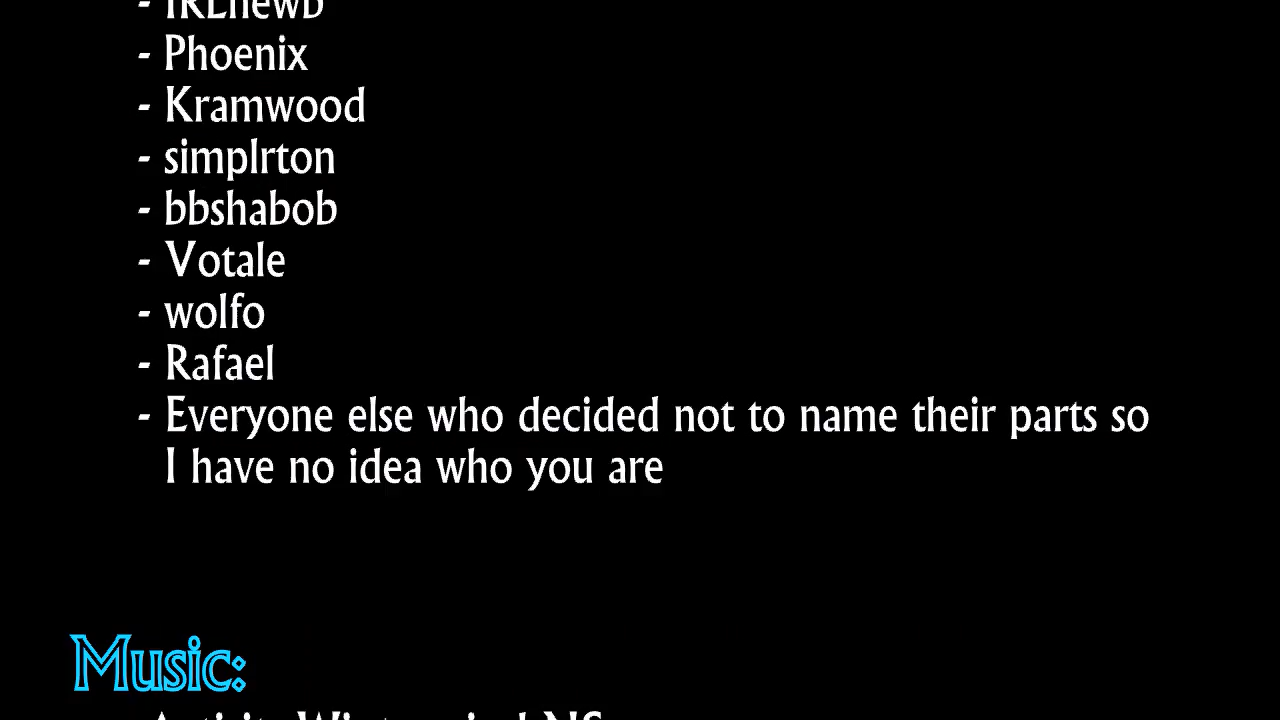 - IRLnewb
- Phoenix
- Kramwood
- simplrton
- bbshabob
- Votale
- wolfo
- Rafael
- Everyone else who decided not to name their parts so
I have no idea who you are
Music: